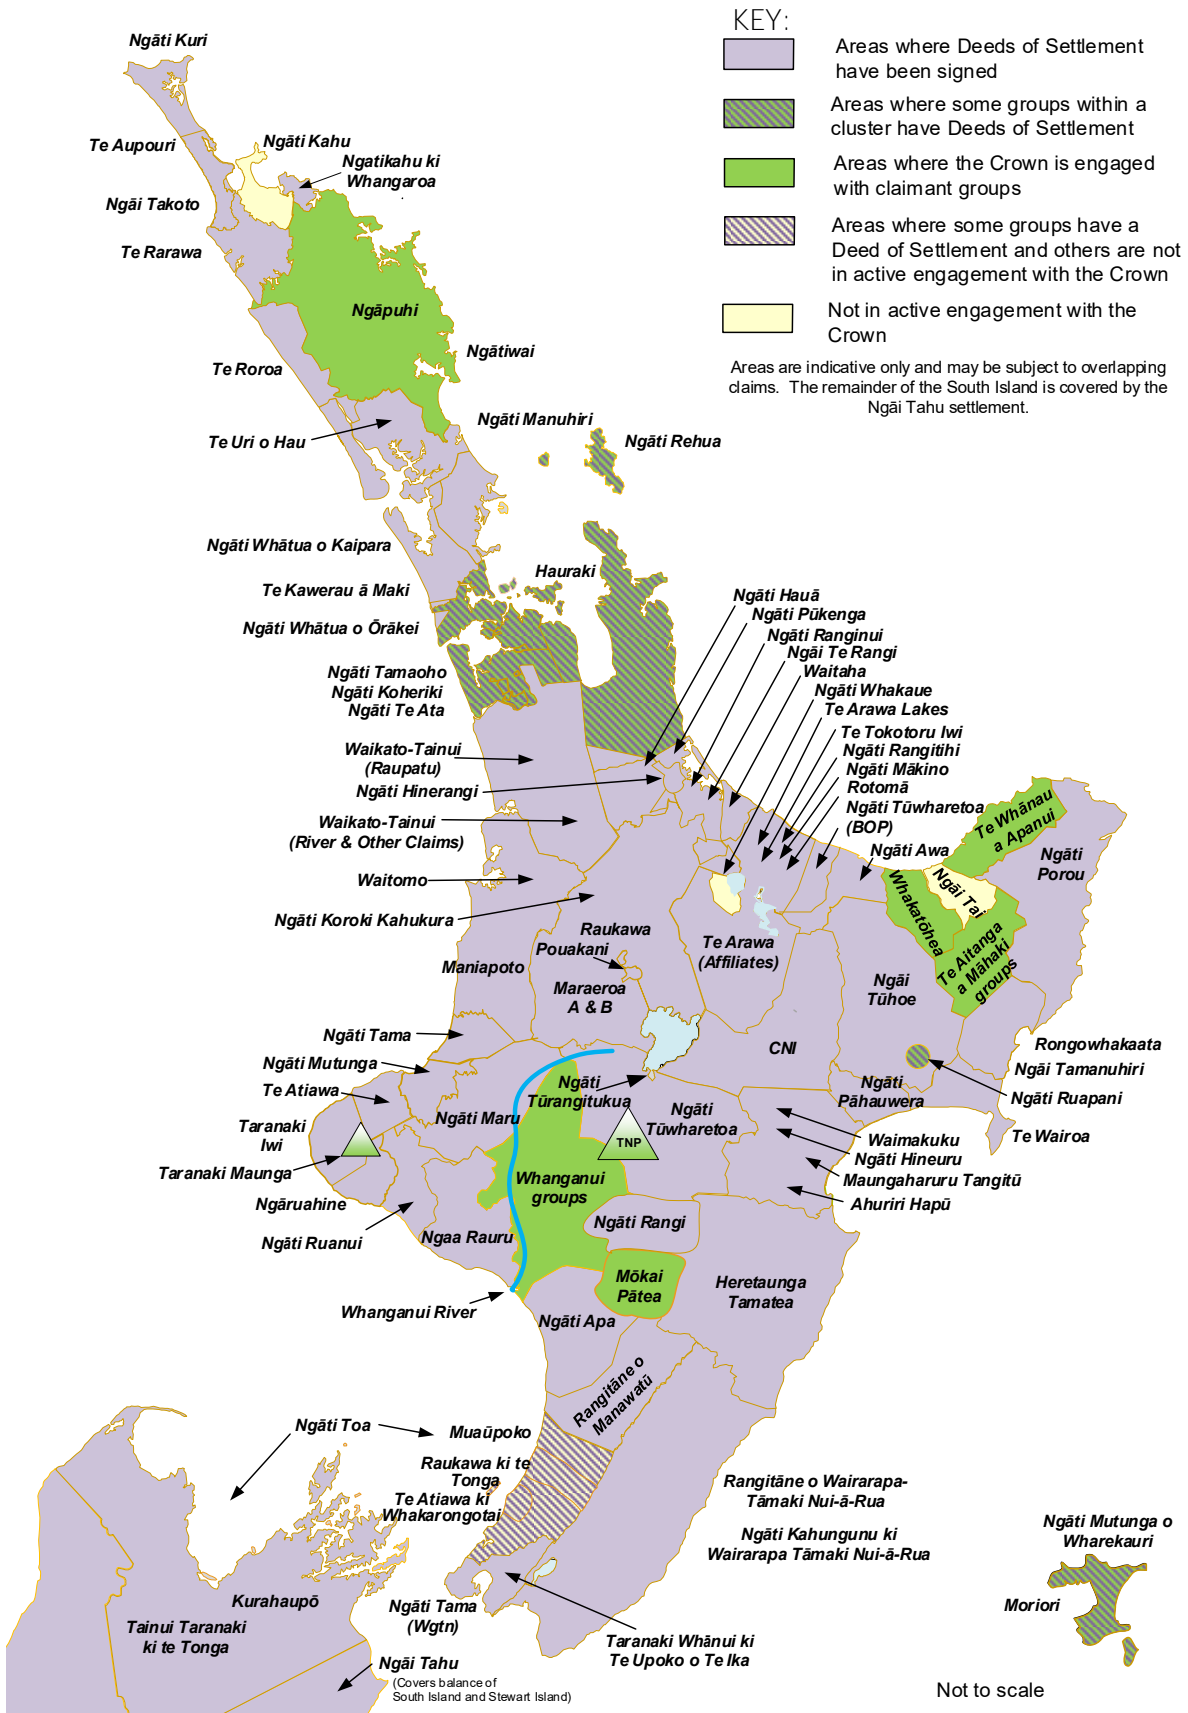 KEY:
Areas where Deeds of Settlement
have been signed
Areas where some groups within a
cluster have Deeds of Settlement
Areas where the Crown is engaged
with claimant groups
Areas where some groups have a
Deed of Settlement and others are not
in active engagement with the Crown
Not in active engagement with the
Crown
Areas are indicative only and may be subject to overlapping
claims.  The remainder of the South Island is covered by the
Ngāi Tahu settlement.
Ngāti Kuri
Te Aupouri
Ngāti Kahu
Ngatikahu ki
Whangaroa
Ngāi Takoto
Te Rarawa
Ngāpuhi
Ngātiwai
Te Roroa
Ngāti Manuhiri
Te Uri o Hau
Ngāti Rehua
Ngāti Whātua o Kaipara
Hauraki
Te Kawerau ā Maki
Ngāti Whātua o Ōrākei
Ngāti Hauā
Ngāti Pūkenga
Ngāti Ranginui
Ngāi Te Rangi
Waitaha
Ngāti Whakaue
Te Arawa Lakes
Te Tokotoru Iwi
Ngāti Rangitihi
Ngāti Mākino
Rotomā
Ngāti Tūwharetoa
(BOP)
Ngāti Awa
Ngāti Tamaoho
Ngāti Koheriki
Ngāti Te Ata
Waikato-Tainui
(Raupatu)
Ngāti Hinerangi
Waikato-Tainui
(River & Other Claims)
Waitomo
Ngāti Koroki Kahukura
Te Whānau
a Apanui
Ngāti
Porou
Ngāi Tai
Whakatōhea
Te Aitanga
a Māhaki
groups
Raukawa
Pouakani
Te Arawa
(Affiliates)
Maniapoto
Maraeroa
A & B
Ngāi
Tūhoe
Ngāti Tama
CNI
Rongowhakaata
Ngāi Tamanuhiri
Ngāti Mutunga
Te Atiawa
Ngāti
Tūrangitukua
Ngāti
Pāhauwera
Ngāti Ruapani
Ngāti Maru
Ngāti
Tūwharetoa
TNP
Taranaki
Iwi
Te Wairoa
Waimakuku
Ngāti Hineuru
Maungaharuru Tangitū
Ahuriri Hapū
Taranaki Maunga
Whanganui
groups
Ngāruahine
Ngāti Ruanui
Ngaa Rauru
Ngāti Rangi
Mōkai
Pātea
Heretaunga
Tamatea
Whanganui River
Ngāti Apa
Rangitāne o
Manawatū
Ngāti Toa
Muaūpoko
Raukawa ki te
Tonga
Te Atiawa ki
Whakarongotai
Rangitāne o Wairarapa-
Tāmaki Nui-ā-Rua
Ngāti Kahungunu ki
Wairarapa Tāmaki Nui-ā-Rua
Ngāti Mutunga o
Wharekauri
Moriori
Kurahaupō
Tainui Taranaki
ki te Tonga
Ngāti Tama
(Wgtn)
Taranaki Whānui ki
Te Upoko o Te Ika
Ngāi Tahu
(Covers balance of
South Island and Stewart Island)
Not to scale